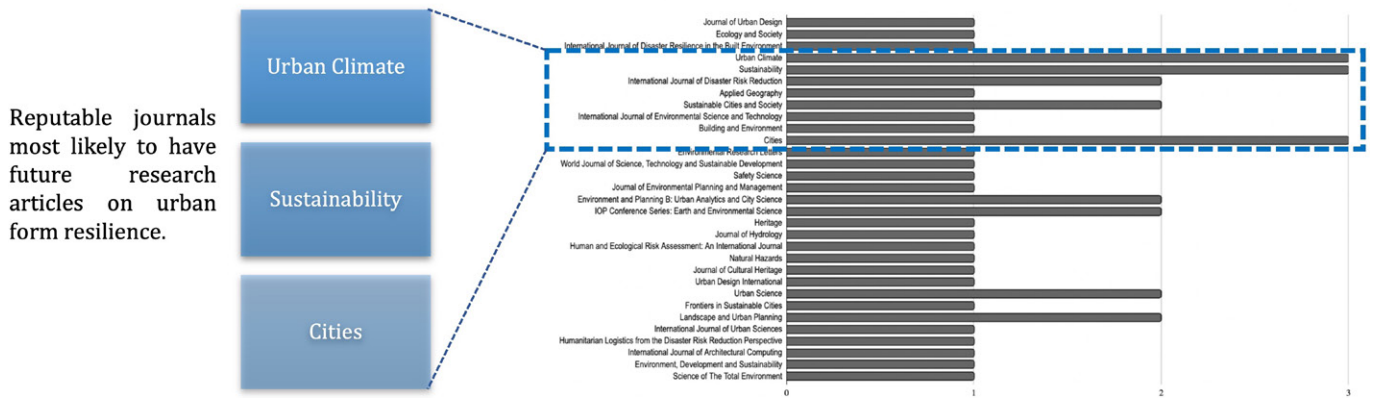 Reputable journals
most likely to have
future research
articles on urban
form resilience.
Urban Climate
Sustainability
Cities
Journal of Urban Design
Ecology and Society
International Journal of Disaster Resilience in the Built Environment
Urban Climate
Sustainability
International Journal of Disaster Risk Reduction
Applied Geography
Sustainable Cities and Society
International Journal of Environmental Science and Technology
Building and Environment
Cities
Environmental Research Letters
World Journal of Science, Technology and Sustainable Development
Safety Science
Journal of Environmental Planning and Management
Environment and Planning B: Urban Analytics and City Science
IOP Conference Series: Earth and Environmental Science
Heritage
Journal of Hydrology
Human and Ecological Risk Assessment: An International Journal
Natural Hazards
Journal of Cultural Heritage
Urban Design International
Urban Science
Frontiers in Sustainable Cities
Landscape and Urban Planning
International Journal of Urban Sciences
Humanitarian Logistics from the Disaster Risk Reduction Perspective
International Journal of Architectural Computing
Environment, Development and Sustainability
Science of The Total Environment
0 1 2 3